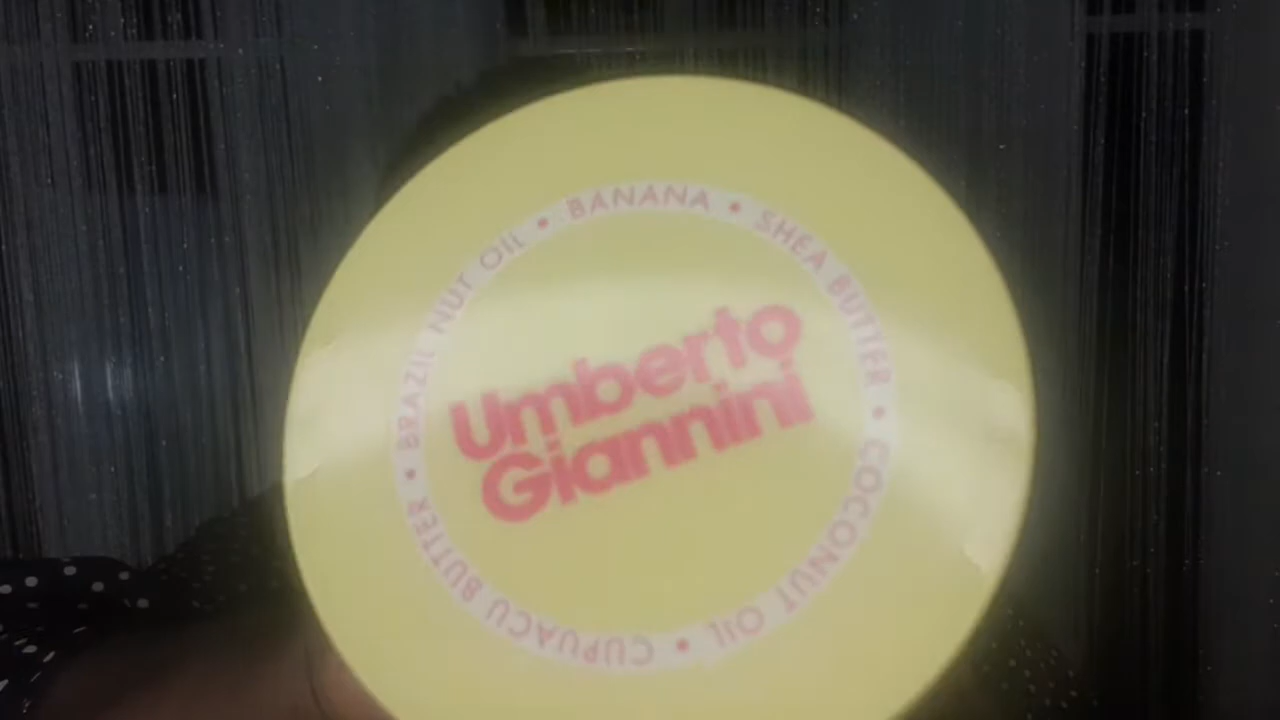 BANANA • SHEA BUTTER • COCONUT OIL • CUPUACU BUTTER • BRAZIL NUT OIL •
Umberto
Giannini